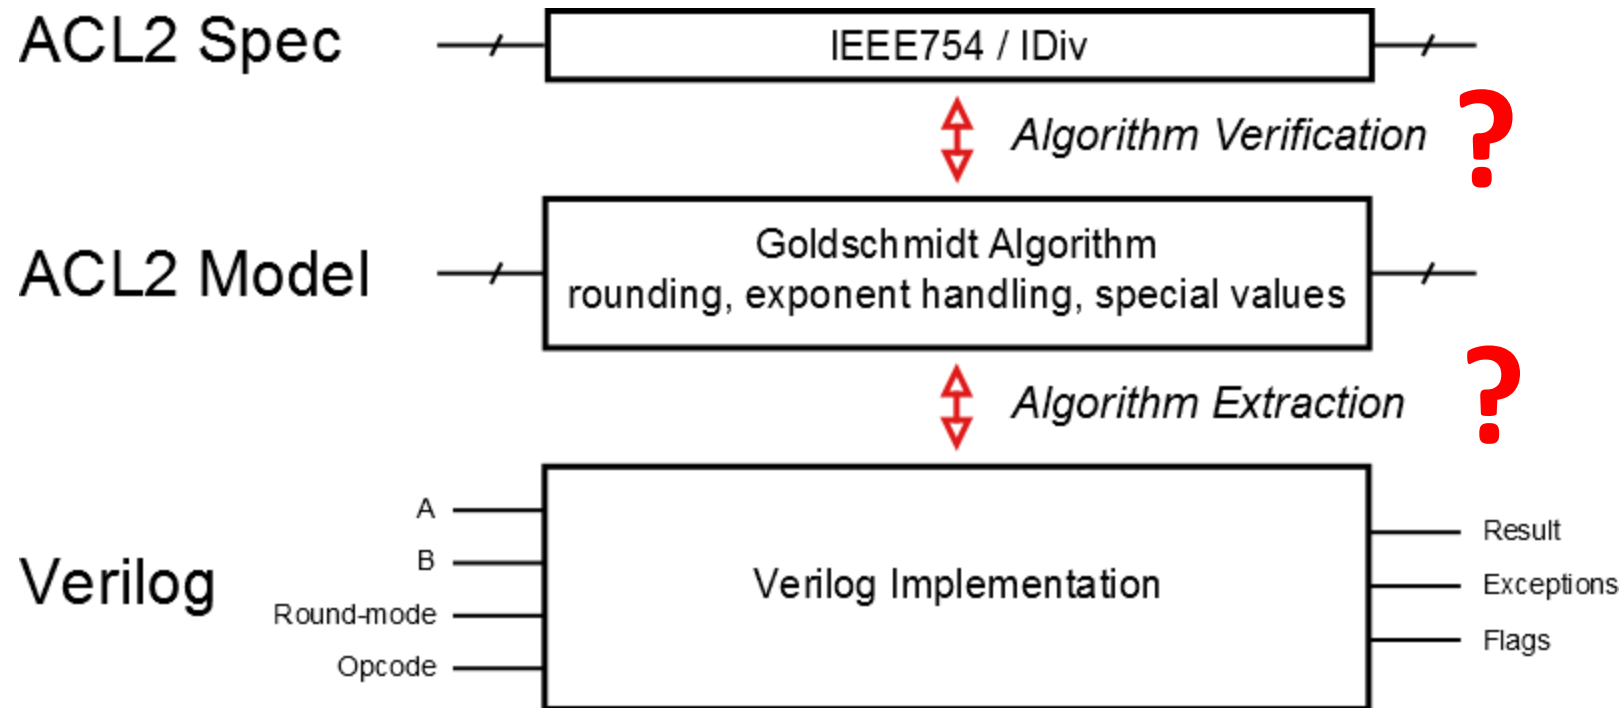 ACL2 Spec
IEEE754 / IDiv
Algorithm Verification
?
ACL2 Model
Goldschmidt Algorithm
rounding, exponent handling, special values
Algorithm Extraction
?
Verilog
A
B
Round-mode
Opcode
Verilog Implementation
Result
Exceptions
Flags